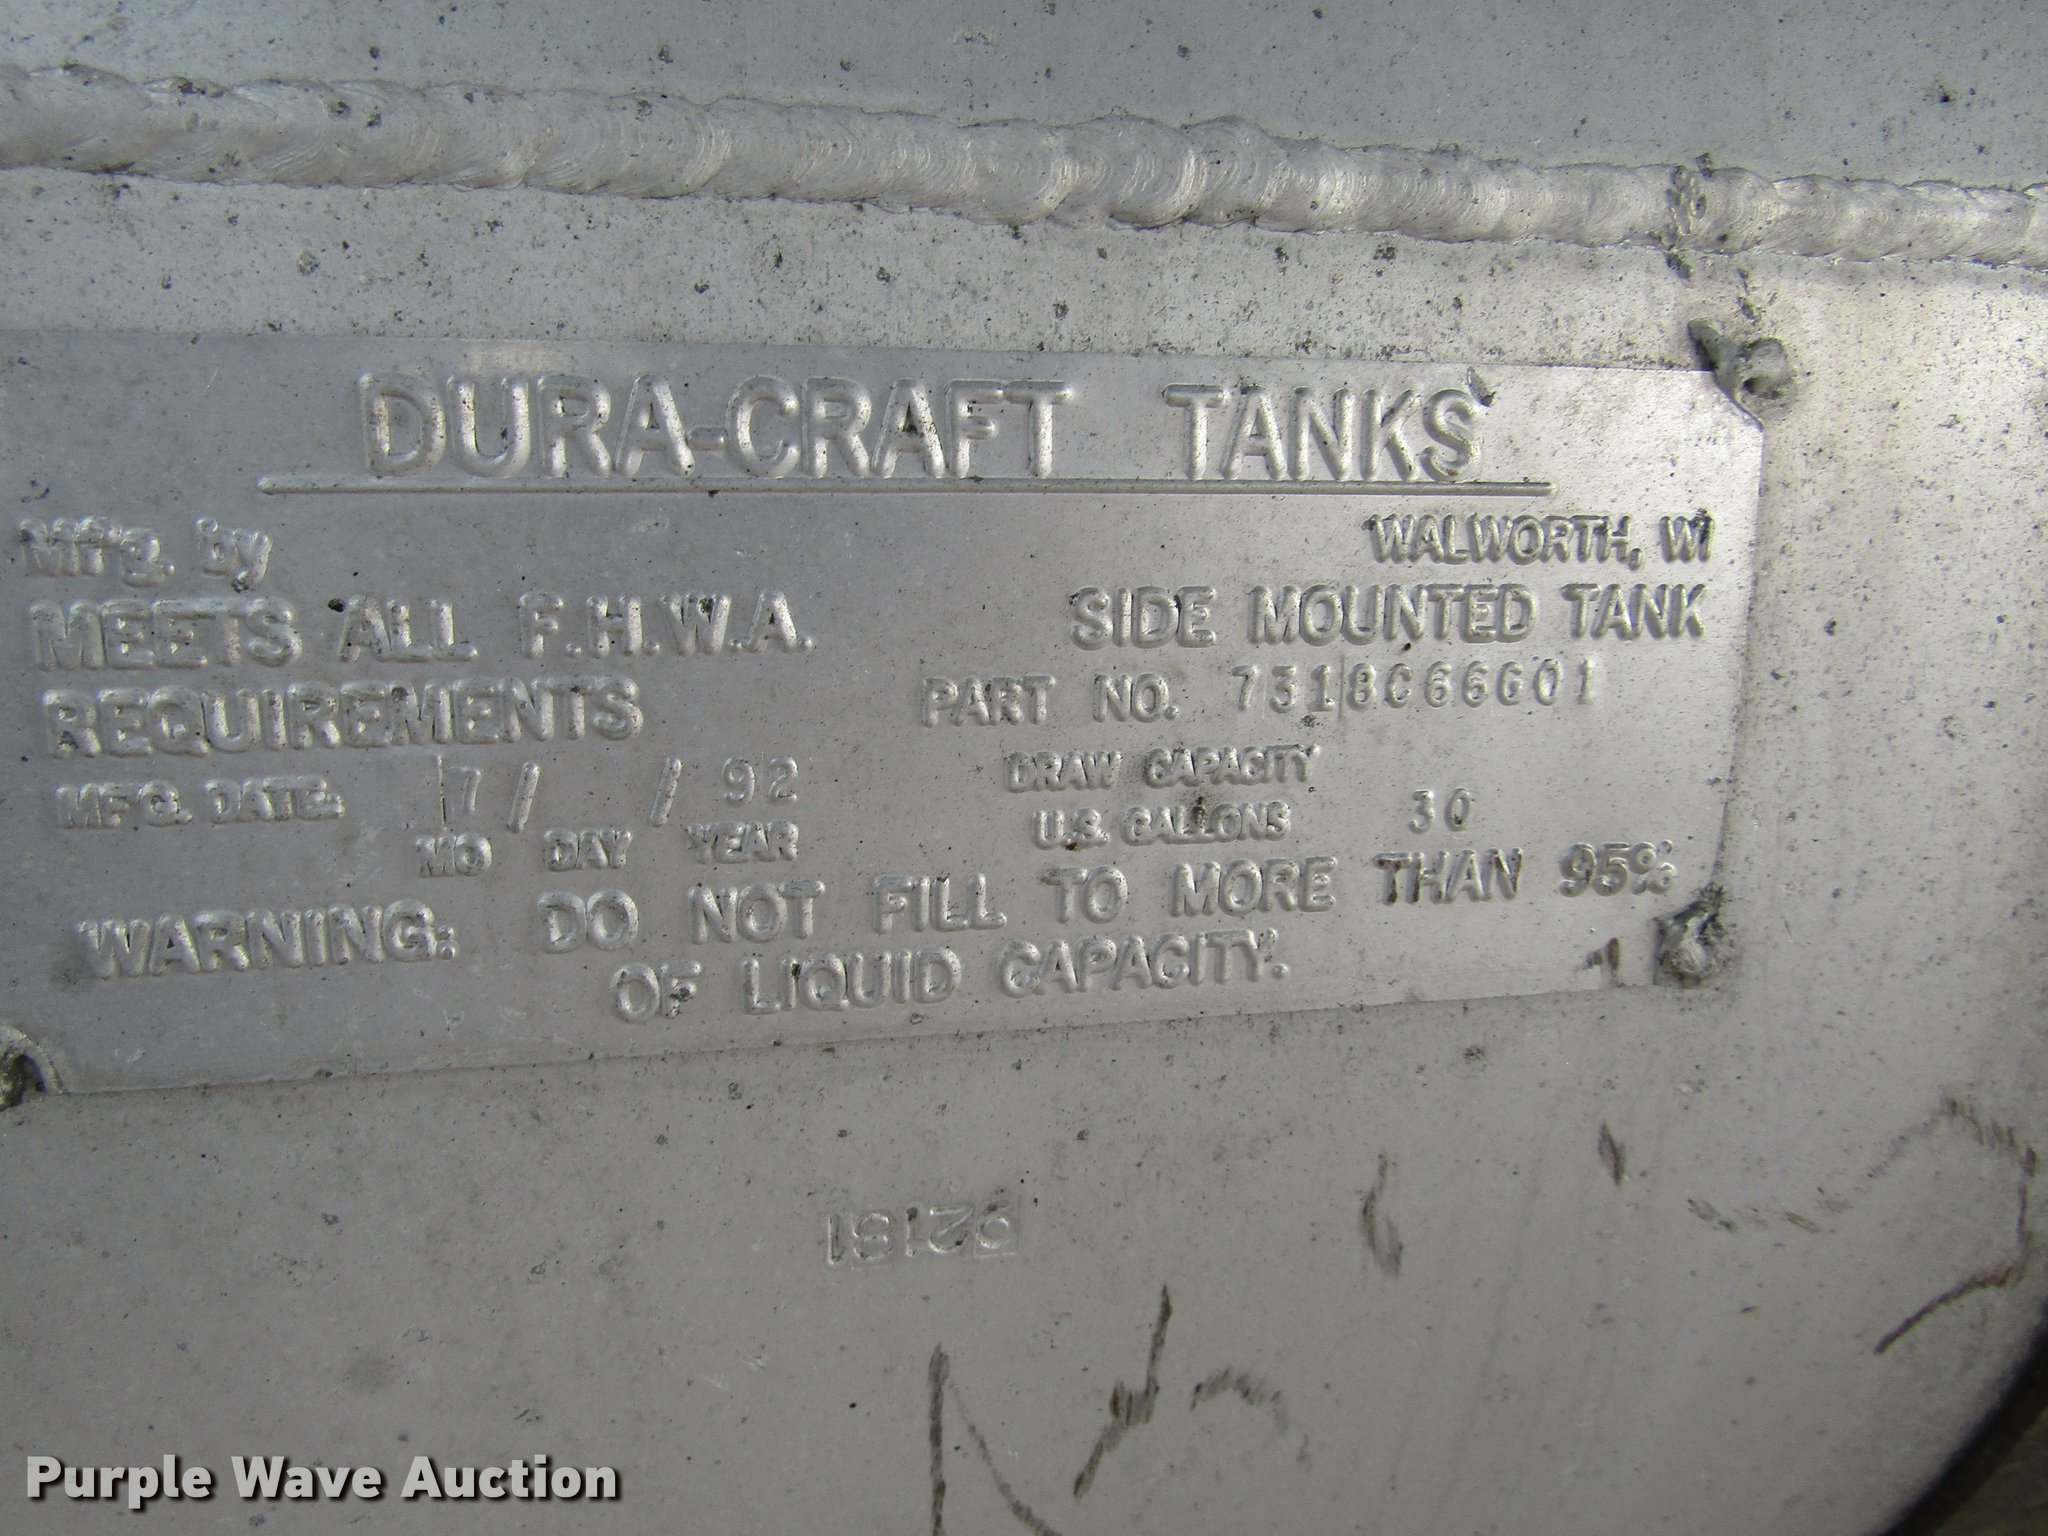 DURA-CRAFT TANKS
Mfg. by
WALWORTH, WI
MEETS ALL F.H.W.A.
SIDE MOUNTED TANK
REQUIREMENTS
PART NO. 7318C66G01
MFG. DATE: 7/ / 92
MO DAY YEAR
DRAW CAPACITY
U.S. GALLONS 30
WARNING: DO NOT FILL TO MORE THAN 95%
OF LIQUID CAPACITY.
Purple Wave Auction